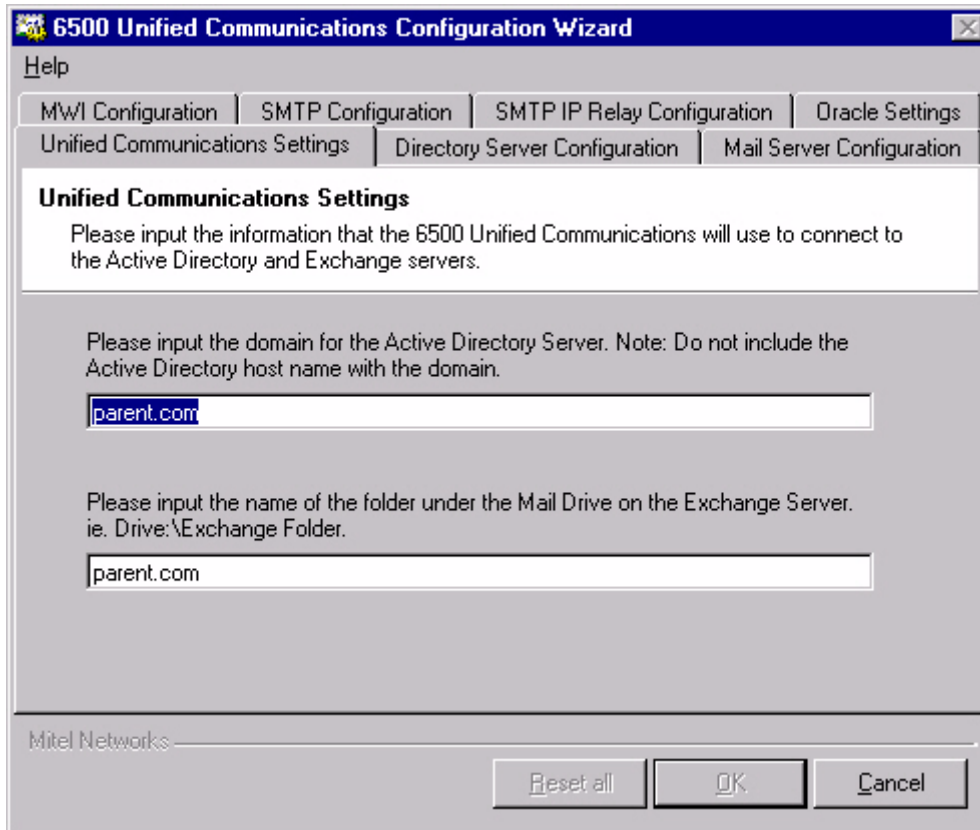 6500 Unified Communications Configuration Wizard
Help
MWI Configuration
SMTP Configuration
SMTP IP Relay Configuration
Oracle Settings
Unified Communications Settings
Directory Server Configuration
Mail Server Configuration
Unified Communications Settings
Please input the information that the 6500 Unified Communications will use to connect to
the Active Directory and Exchange servers.
Please input the domain for the Active Directory Server. Note: Do not include the
Active Directory host name with the domain.
parent.com
Please input the name of the folder under the Mail Drive on the Exchange Server.
ie. Drive:\Exchange Folder.
parent.com
Mitel Networks
Reset all
OK
Cancel